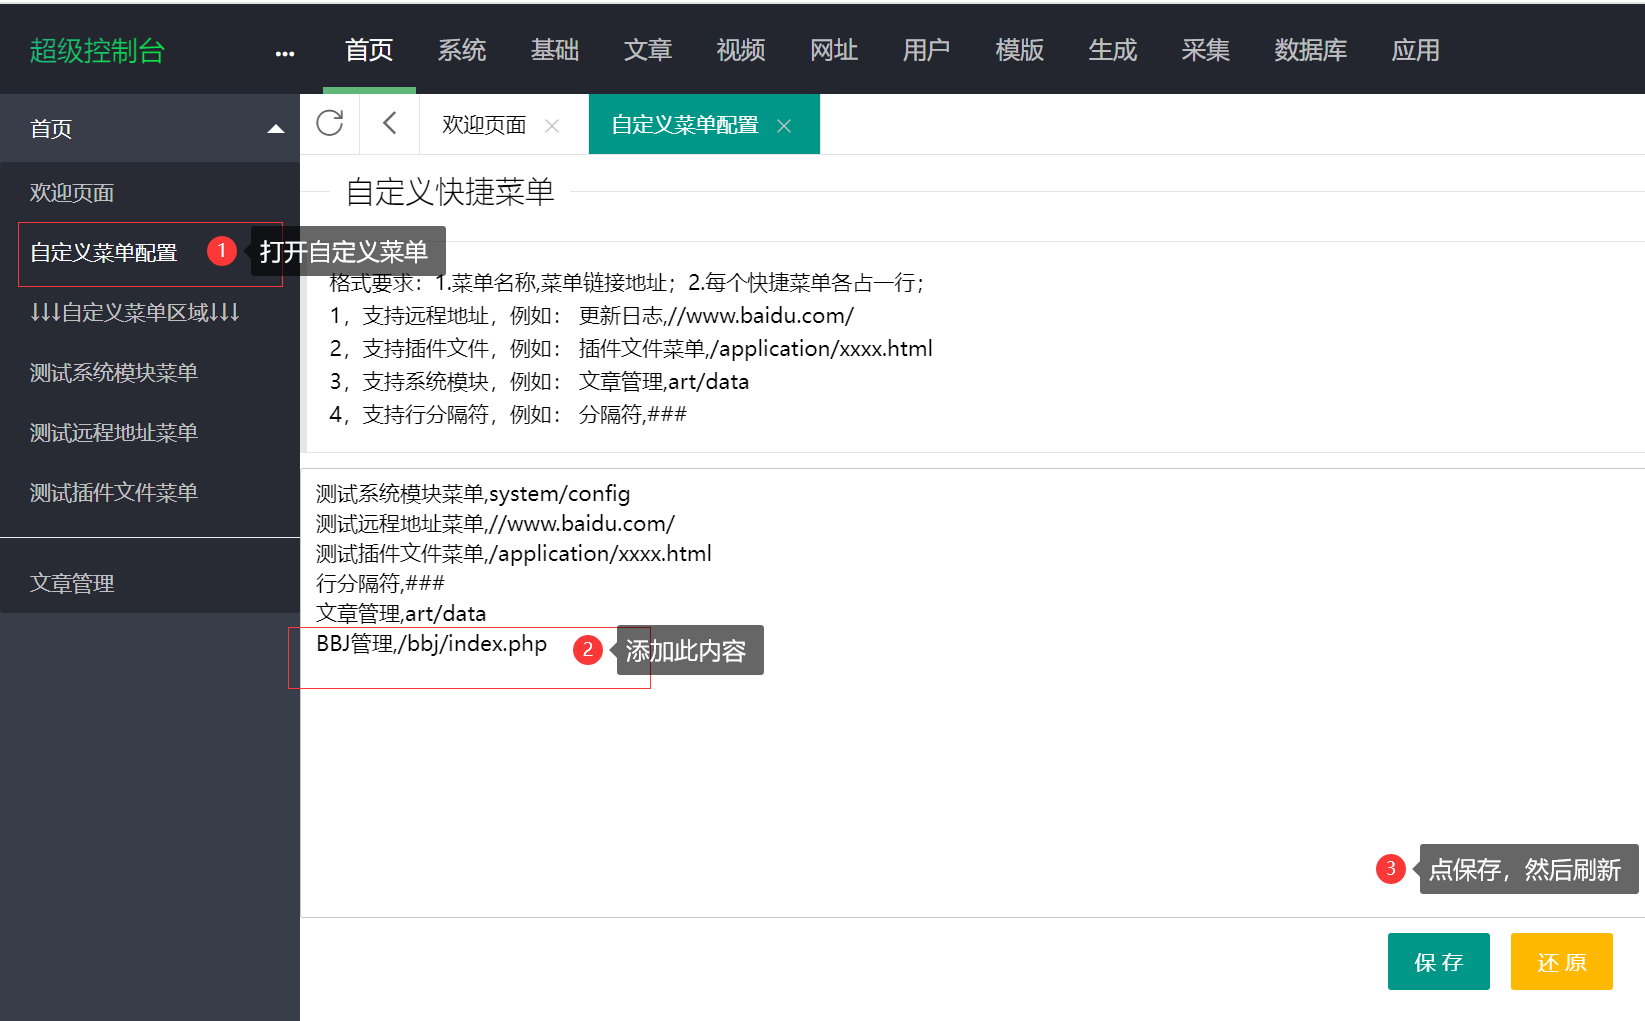 超级控制台 ··· 首页 系统 基础 文章 视频 网址 用户 模版 生成 采集 数据库 应用
首页
欢迎页面
自定义菜单配置
↓↓↓自定义菜单区域↓↓↓
测试系统模块菜单
测试远程地址菜单
测试插件文件菜单
文章管理
欢迎页面 自定义菜单配置
自定义快捷菜单
1 打开自定义菜单
格式要求：1.菜单名称,菜单链接地址；2.每个快捷菜单各占一行；
1，支持远程地址，例如： 更新日志,//www.baidu.com/
2，支持插件文件，例如： 插件文件菜单,/application/xxxx.html
3，支持系统模块，例如： 文章管理,art/data
4，支持行分隔符，例如： 分隔符,###
测试系统模块菜单,system/config
测试远程地址菜单,//www.baidu.com/
测试插件文件菜单,/application/xxxx.html
行分隔符,###
文章管理,art/data
BBJ管理,/bbj/index.php
2 添加此内容
3 点保存，然后刷新
保 存 还 原